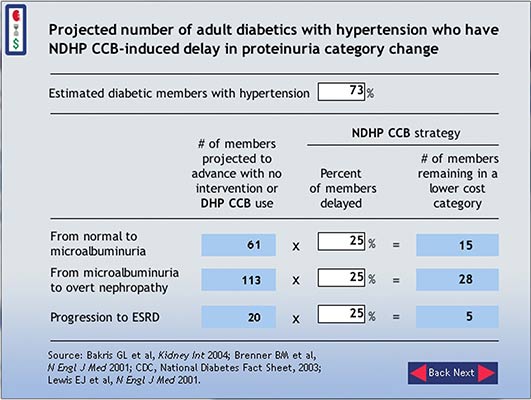 Projected number of adult diabetics with hypertension who have
NDHP CCB-induced delay in proteinuria category change
Estimated diabetic members with hypertension 73 %
NDHP CCB strategy
# of members
projected to
advance with no
intervention or
DHP CCB use
Percent
of members
delayed
# of members
remaining in a
lower cost
category
From normal to
microalbuminuria
61 x 25 % = 15
From microalbuminuria
to overt nephropathy
113 x 25 % = 28
Progression to ESRD 20 x 25 % = 5
Source: Bakris GL et al, Kidney Int 2004; Brenner BM et al,
N Engl J Med 2001; CDC, National Diabetes Fact Sheet, 2003;
Lewis EJ et al, N Engl J Med 2001.
Back Next